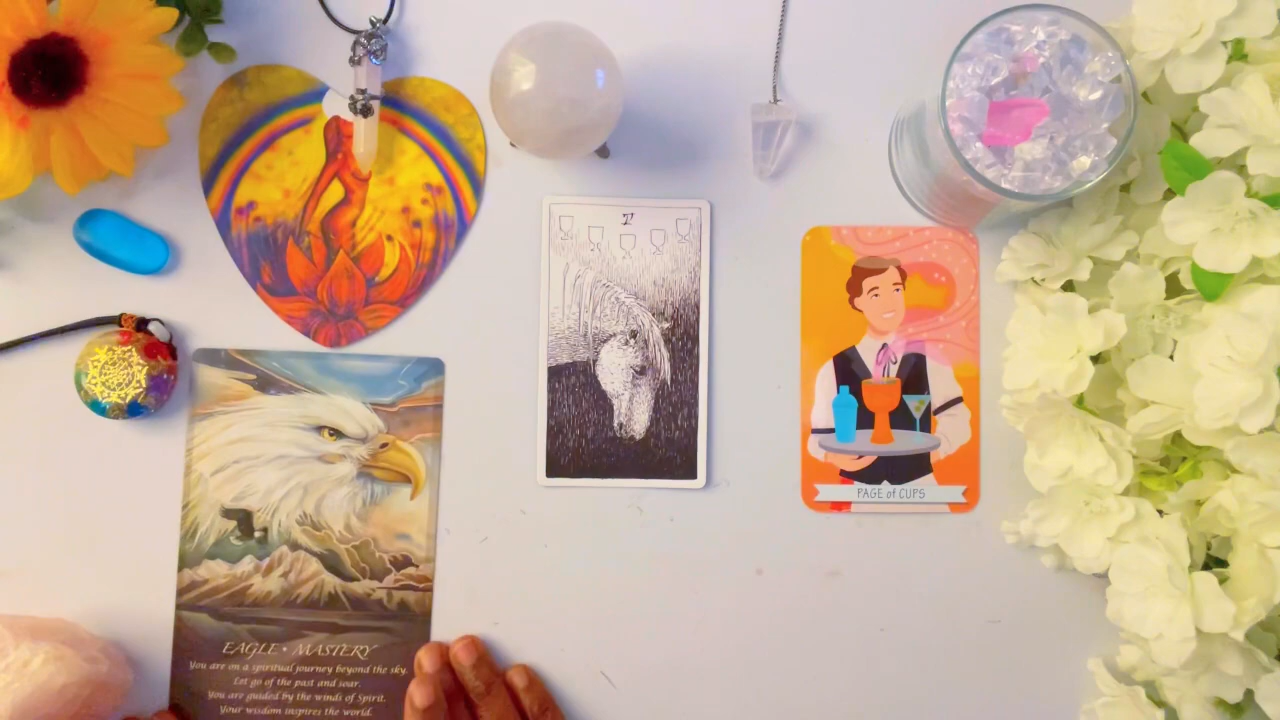 V
PAGE of CUPS
EAGLE • MASTERY
You are on a spiritual journey beyond the sky.
Let go of the past and soar.
You are guided by the winds of Spirit.
Your wisdom inspires the world.